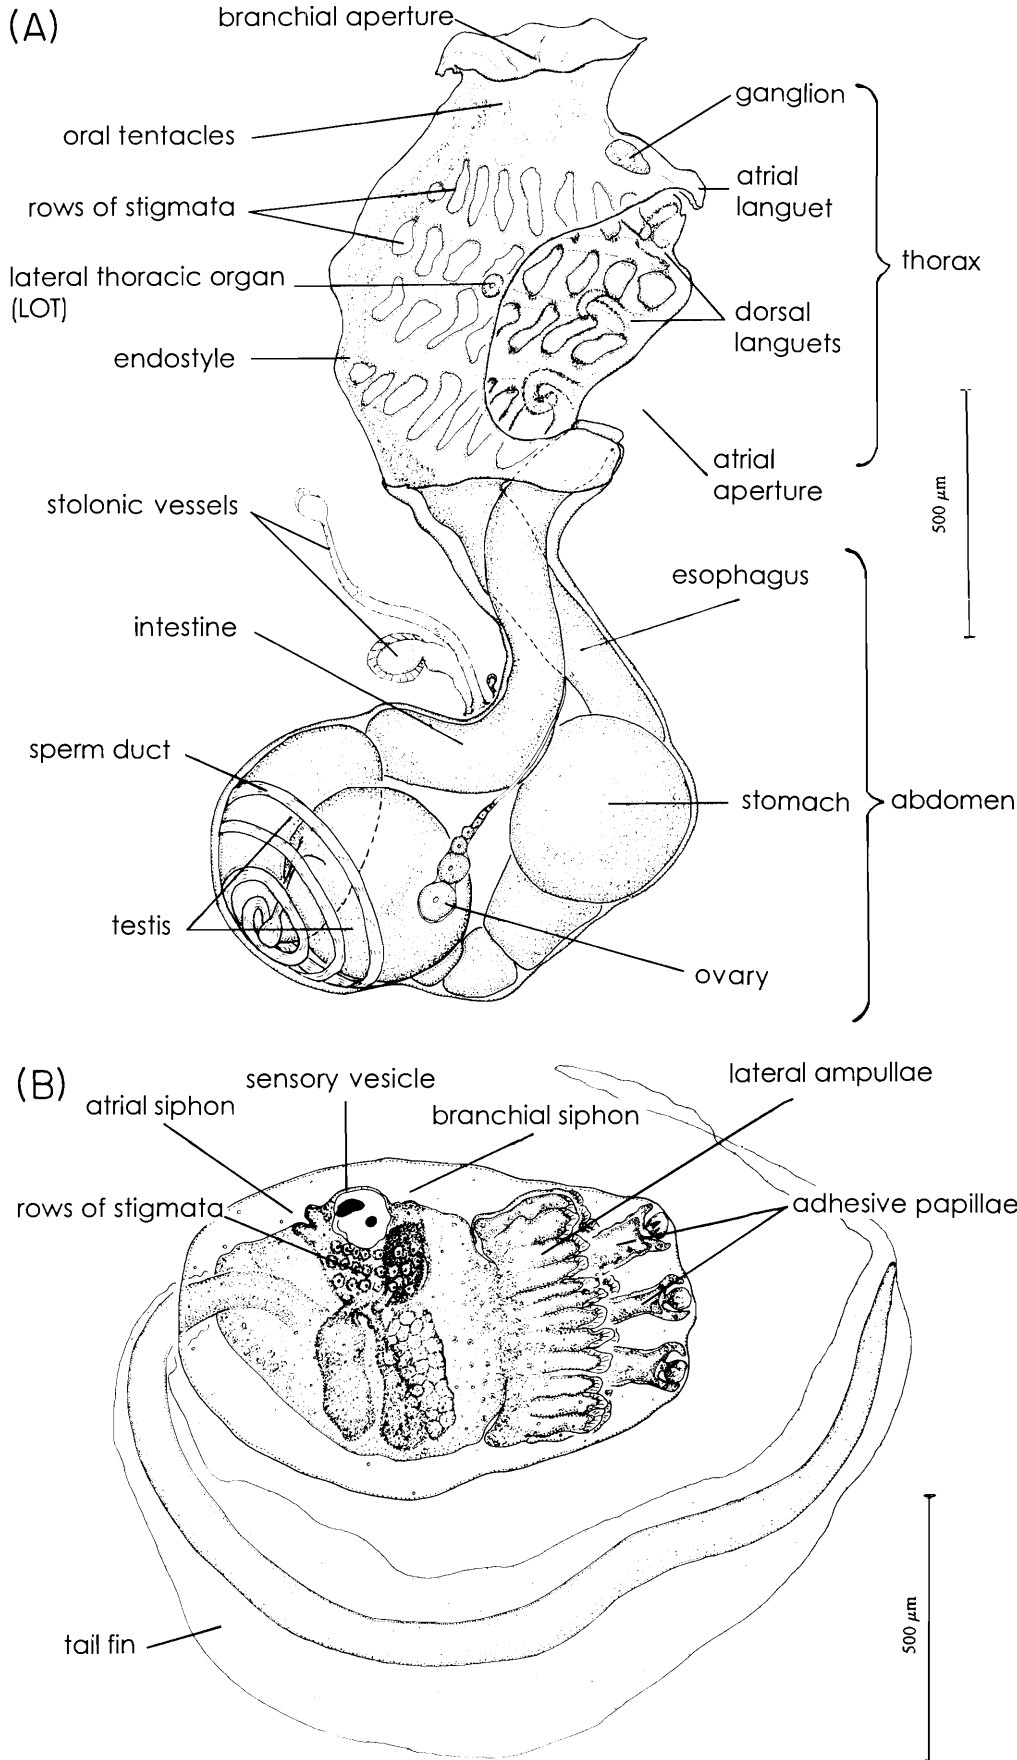 (A)
branchial aperture
ganglion
oral tentacles
atrial
languet
rows of stigmata
thorax
lateral thoracic organ
(LOT)
dorsal
languets
endostyle
atrial
aperture
500 µm
stolonic vessels
esophagus
intestine
sperm duct
stomach
abdomen
testis
ovary
(B)
sensory vesicle
lateral ampullae
atrial siphon
branchial siphon
rows of stigmata
adhesive papillae
500 µm
tail fin